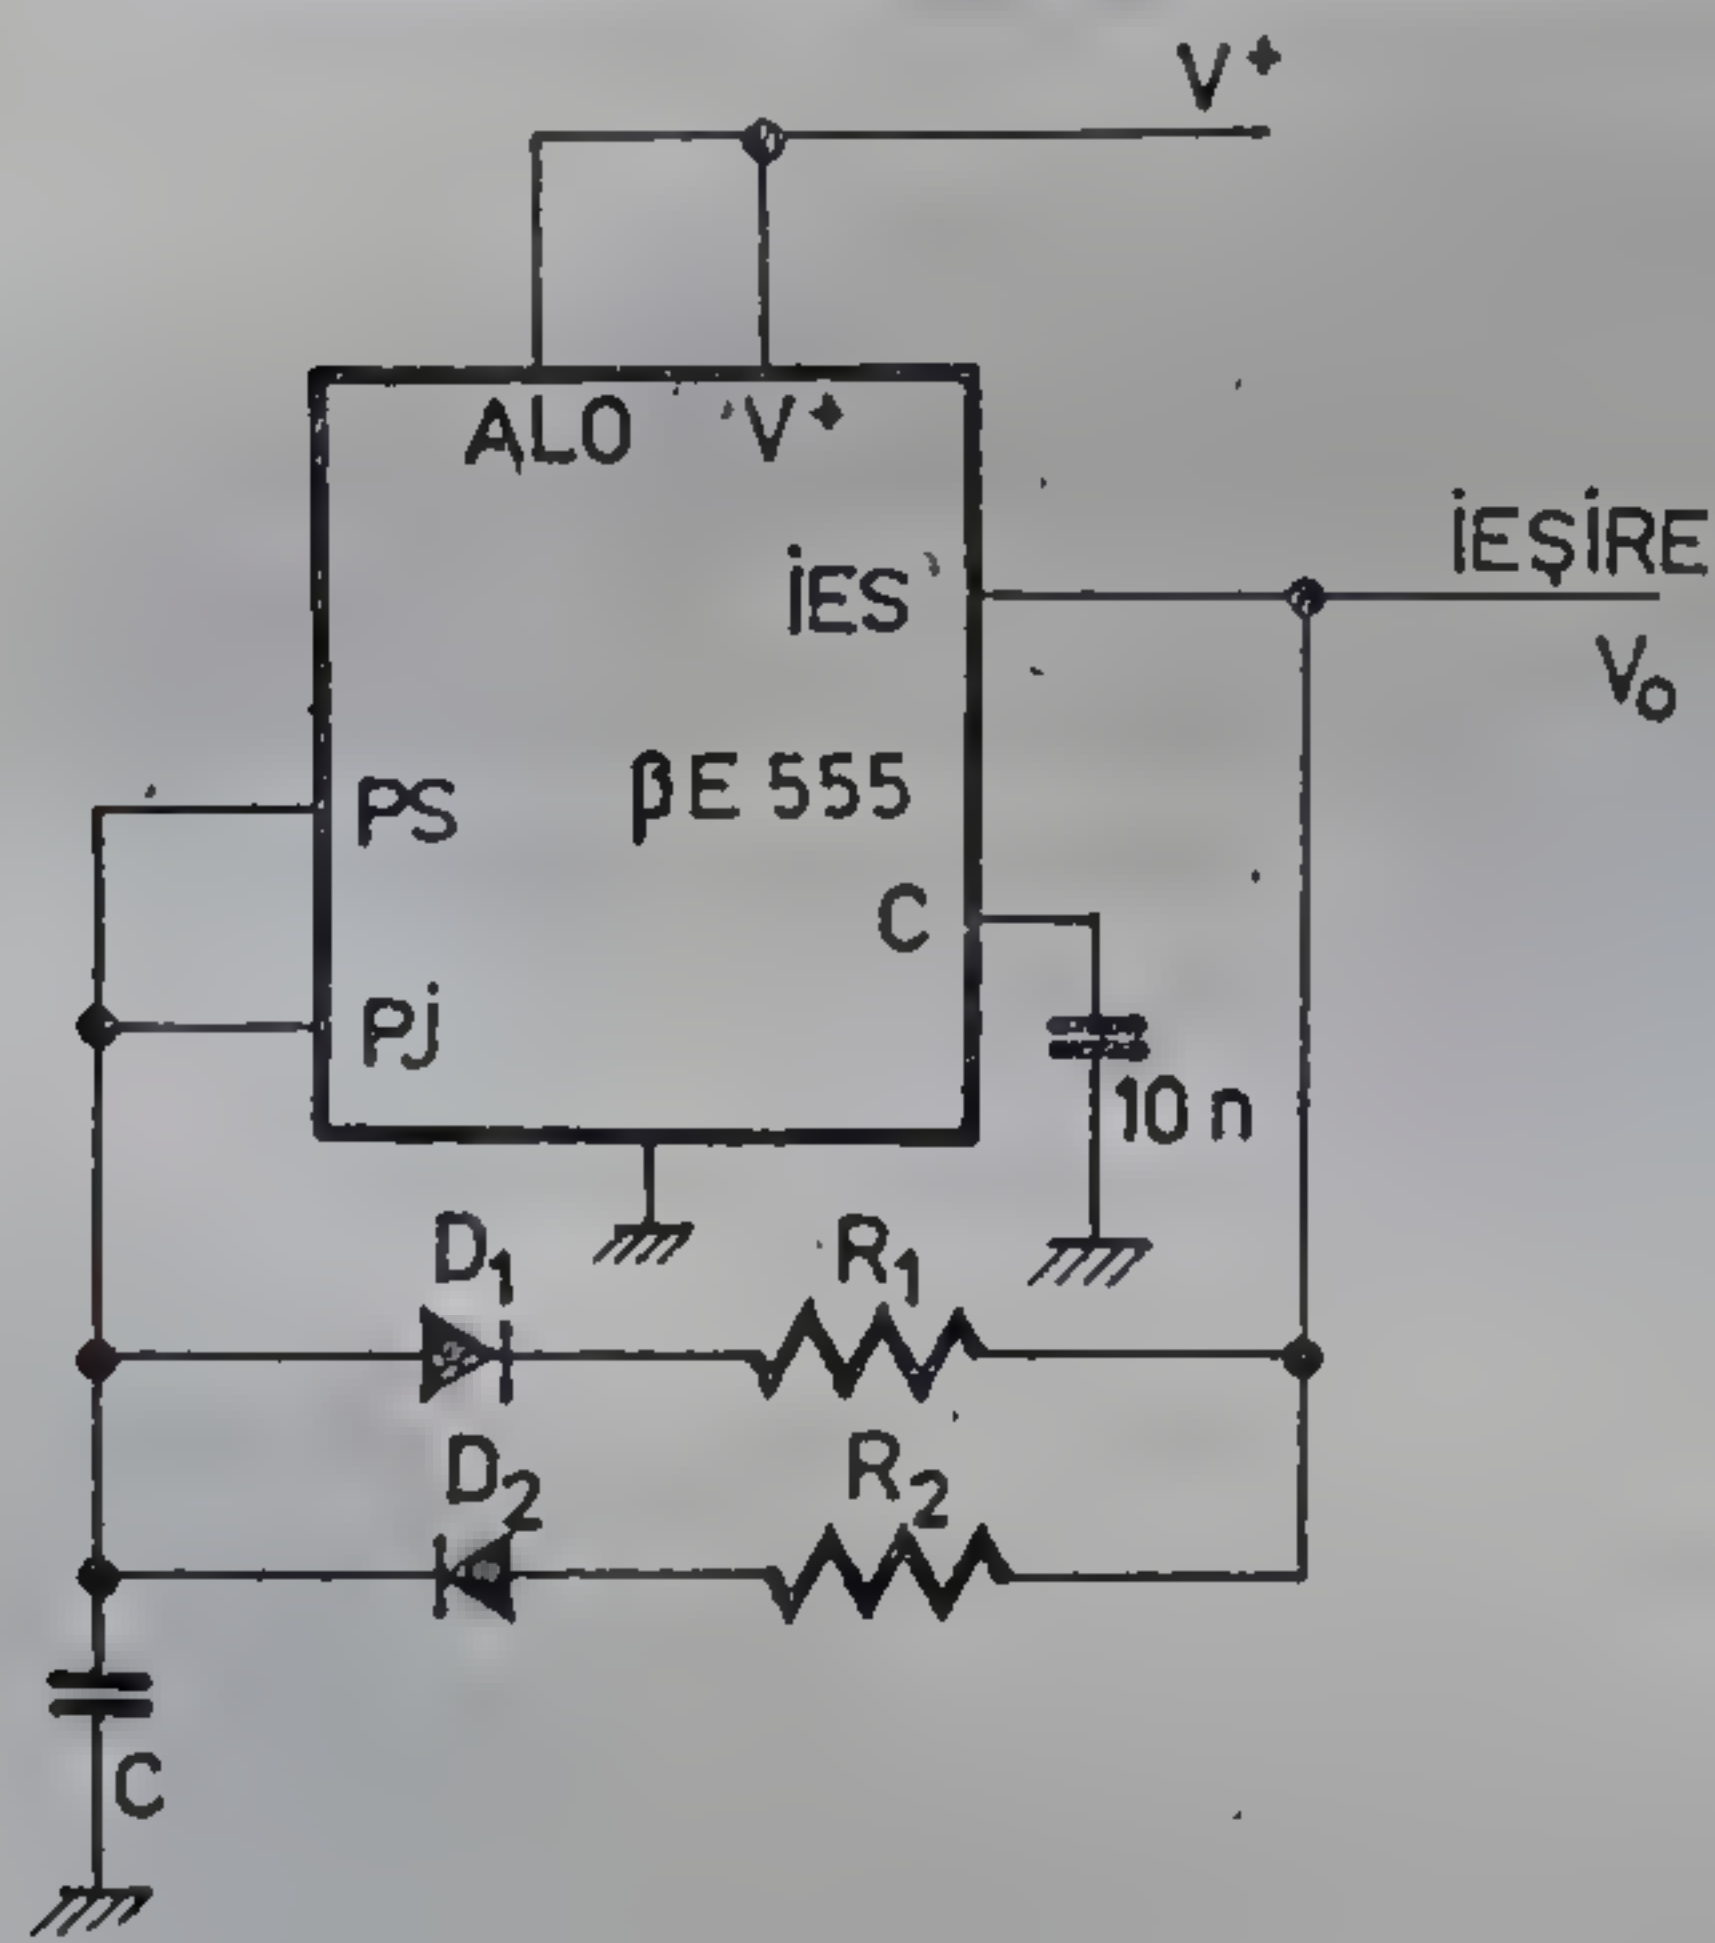 V+
ALO V+
İES
İEŞİRE
Vo
PS
βE 555
C
Pj
10 n
D1
R1
D2
R2
C